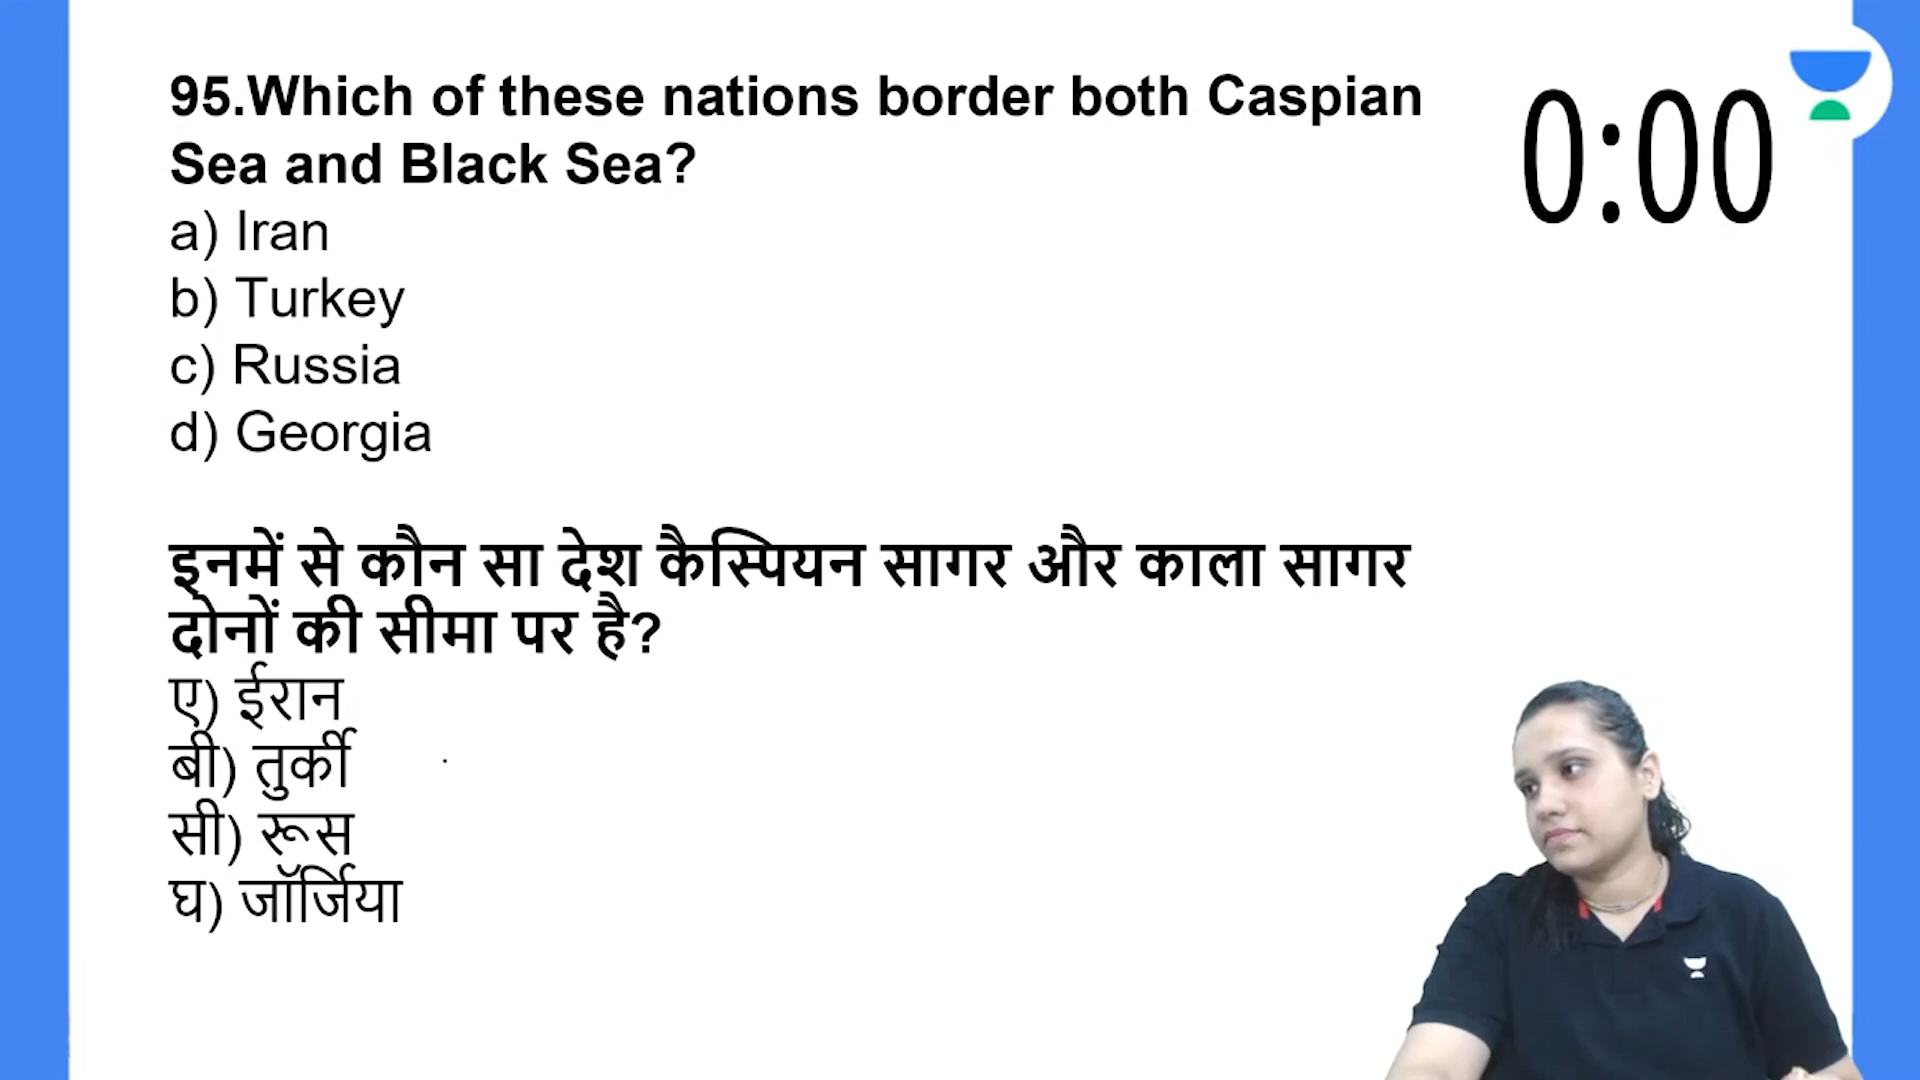 95.Which of these nations border both Caspian
Sea and Black Sea?
a) Iran
b) Turkey
c) Russia
d) Georgia
0:00
इनमें से कौन सा देश कैस्पियन सागर और काला सागर
दोनों की सीमा पर है?
ए) ईरान
बी) तुर्की
सी) रूस
घ) जॉर्जिया